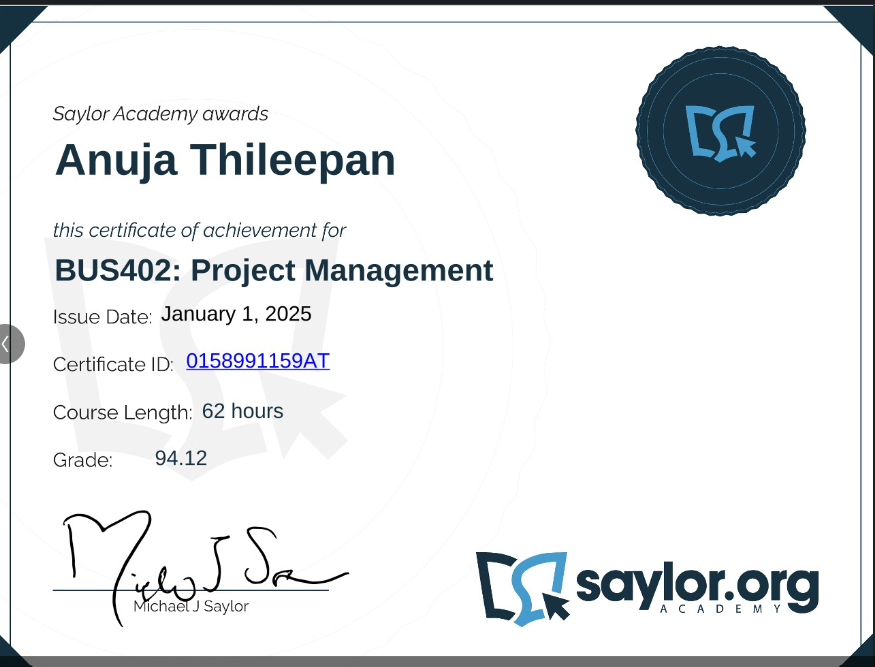 Saylor Academy awards
Anuja Thileepan
this certificate of achievement for
BUS402: Project Management
Issue Date: January 1, 2025
Certificate ID: 0158991159AT
Course Length: 62 hours
Grade: 94.12
Michael J Saylor
saylor.org
ACADEMY